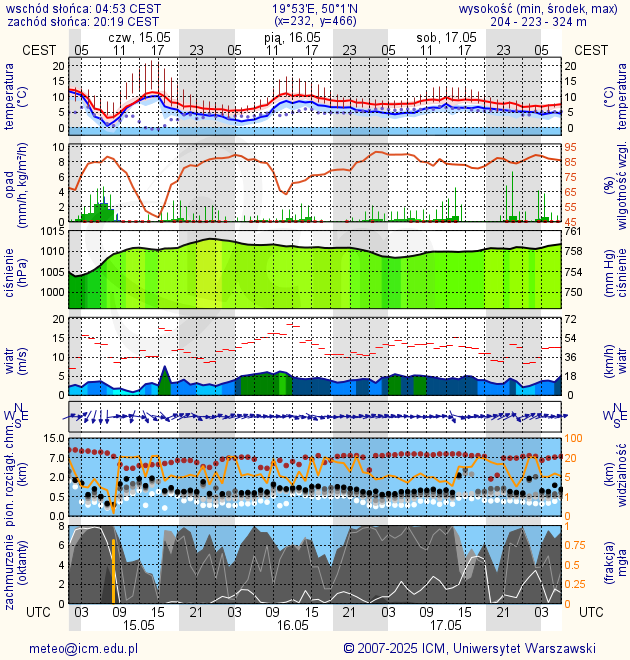 wschód słońca: 04:53 CEST 19°53'E, 50°1'N wysokość (min, środek, max)
zachód słońca: 20:19 CEST (x=232, y=466) 204 - 223 - 324 m
czw, 15.05 pią, 16.05 sob, 17.05
CEST 05 11 17 23 05 11 17 23 05 11 17 23 05 CEST
temperatura
(°C)
20
15
10
5
0
20
15
10
5
0
(°C)
temperatura
opad
(mm/h, kg/m²/h)
10
8
6
4
2
0
95
85
75
65
55
45
(%)
wilgotność wzgl.
ciśnienie
(hPa)
1015
1010
1005
1000
761
758
754
750
(mm Hg)
ciśnienie
wiatr
(m/s)
20
15
10
5
0
72
54
36
18
0
(km/h)
wiatr
N
W E
S
N
W E
S
pion. rozciągł. chm.
(km)
15.0
7.0
2.0
0.5
0.0
100
20
5
2
0
(km)
widzialność
zachmurzenie
(oktanty)
8
6
4
2
0
1
0.75
0.5
0.25
0
(frakcja)
mgła
UTC 03 09 15 21 03 09 15 21 03 09 15 21 03 UTC
15.05 16.05 17.05
meteo@icm.edu.pl © 2007-2025 ICM, Uniwersytet Warszawski